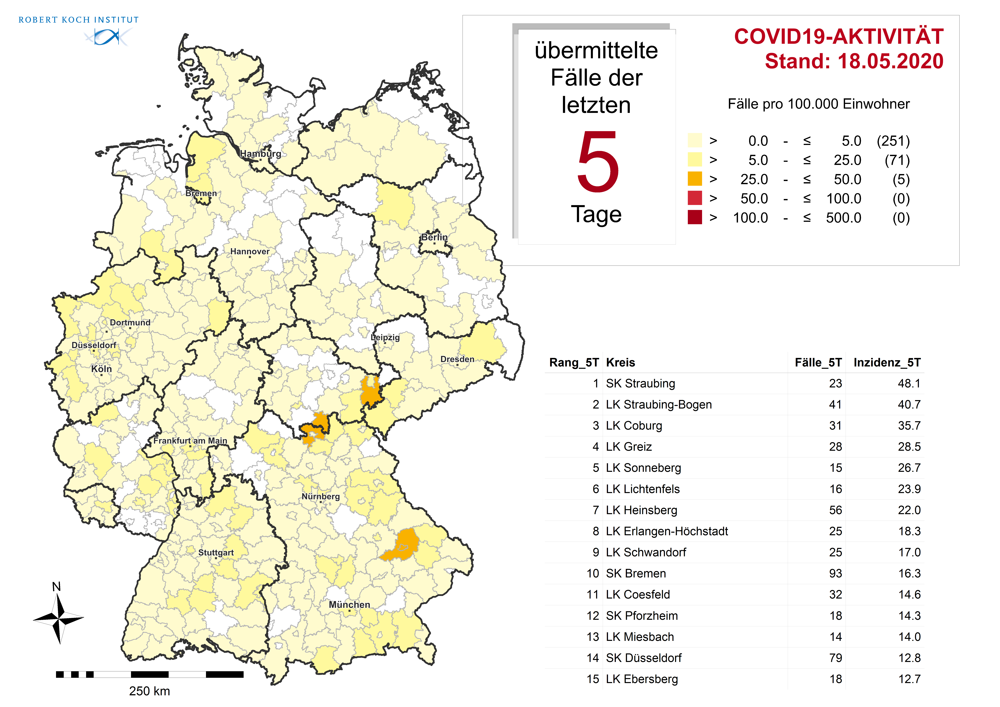 ROBERT KOCH INSTITUT
COVID19-AKTIVITÄT
Stand: 18.05.2020
übermittelte
Fälle der
letzten
5
Tage
Fälle pro 100.000 Einwohner
> 0.0 - ≤ 5.0 (251)
> 5.0 - ≤ 25.0 (71)
> 25.0 - ≤ 50.0 (5)
> 50.0 - ≤ 100.0 (0)
> 100.0 - ≤ 500.0 (0)
Hamburg
Bremen
Berlin
Hannover
Dortmund
Leipzig
Düsseldorf
Dresden
Köln
Frankfurt am Main
Nürnberg
Stuttgart
München
N
250 km
Rang_5T Kreis Fälle_5T Inzidenz_5T
1 SK Straubing 23 48.1
2 LK Straubing-Bogen 41 40.7
3 LK Coburg 31 35.7
4 LK Greiz 28 28.5
5 LK Sonneberg 15 26.7
6 LK Lichtenfels 16 23.9
7 LK Heinsberg 56 22.0
8 LK Erlangen-Höchstadt 25 18.3
9 LK Schwandorf 25 17.0
10 SK Bremen 93 16.3
11 LK Coesfeld 32 14.6
12 SK Pforzheim 18 14.3
13 LK Miesbach 14 14.0
14 SK Düsseldorf 79 12.8
15 LK Ebersberg 18 12.7